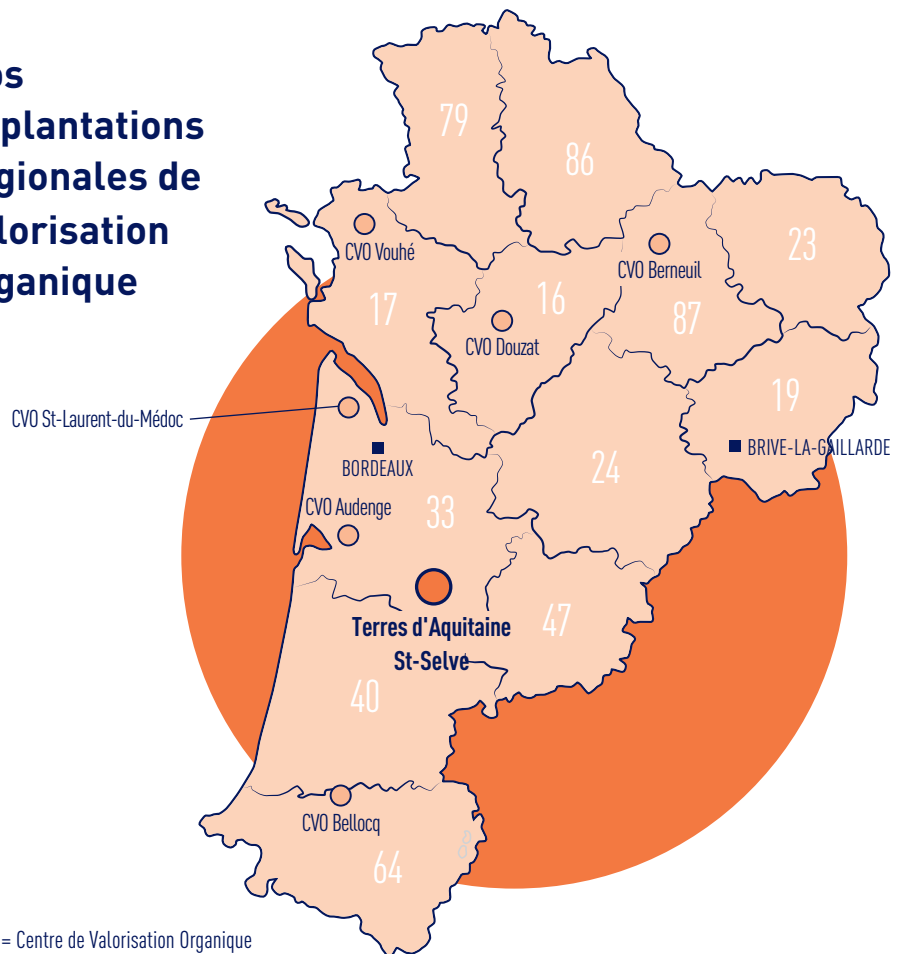 os
plantations
gionales de
lorisation
ganique
79
86
23
CVO Vouhé
CVO Berneuil
17
16
87
CVO Douzat
19
CVO St-Laurent-du-Médoc
BRIVE-LA-GAILLARDE
BORDEAUX
24
CVO Audenge
33
Terres d'Aquitaine
St-Selve
47
40
CVO Bellocq
64
= Centre de Valorisation Organique